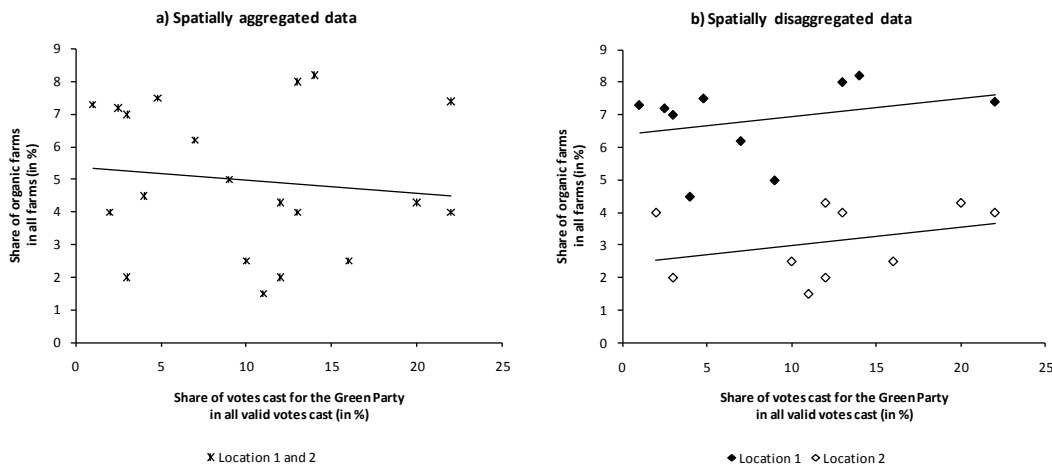 a) Spatially aggregated data
Share of organic farms
in all farms (in %)
9
8
7
6
5
4
3
2
1
0
0
5
10
15
20
25
Share of votes cast for the Green Party
in all valid votes cast (in %)
Location 1 and 2
b) Spatially disaggregated data
Share of organic farms
in all farms (in %)
9
8
7
6
5
4
3
2
1
0
0
5
10
15
20
25
Share of votes cast for the Green Party
in all valid votes cast (in %)
Location 1
Location 2